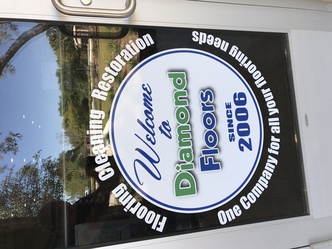 Flooring Cleaning Restoration
Welcome
to
Diamond
Floors
SINCE
2006
One Company for all your flooring needs